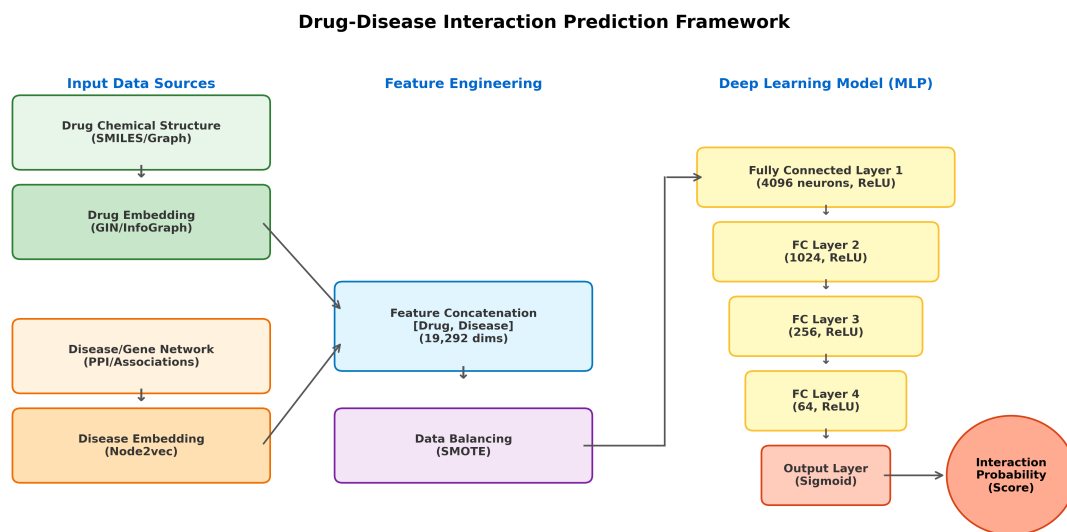 Drug-Disease Interaction Prediction Framework
Input Data Sources
Drug Chemical Structure
(SMILES/Graph)
Drug Embedding
(GIN/InfoGraph)
Disease/Gene Network
(PPI/Associations)
Disease Embedding
(Node2vec)
Feature Engineering
Feature Concatenation
[Drug, Disease]
(19,292 dims)
Data Balancing
(SMOTE)
Deep Learning Model (MLP)
Fully Connected Layer 1
(4096 neurons, ReLU)
FC Layer 2
(1024, ReLU)
FC Layer 3
(256, ReLU)
FC Layer 4
(64, ReLU)
Output Layer
(Sigmoid)
Interaction
Probability
(Score)